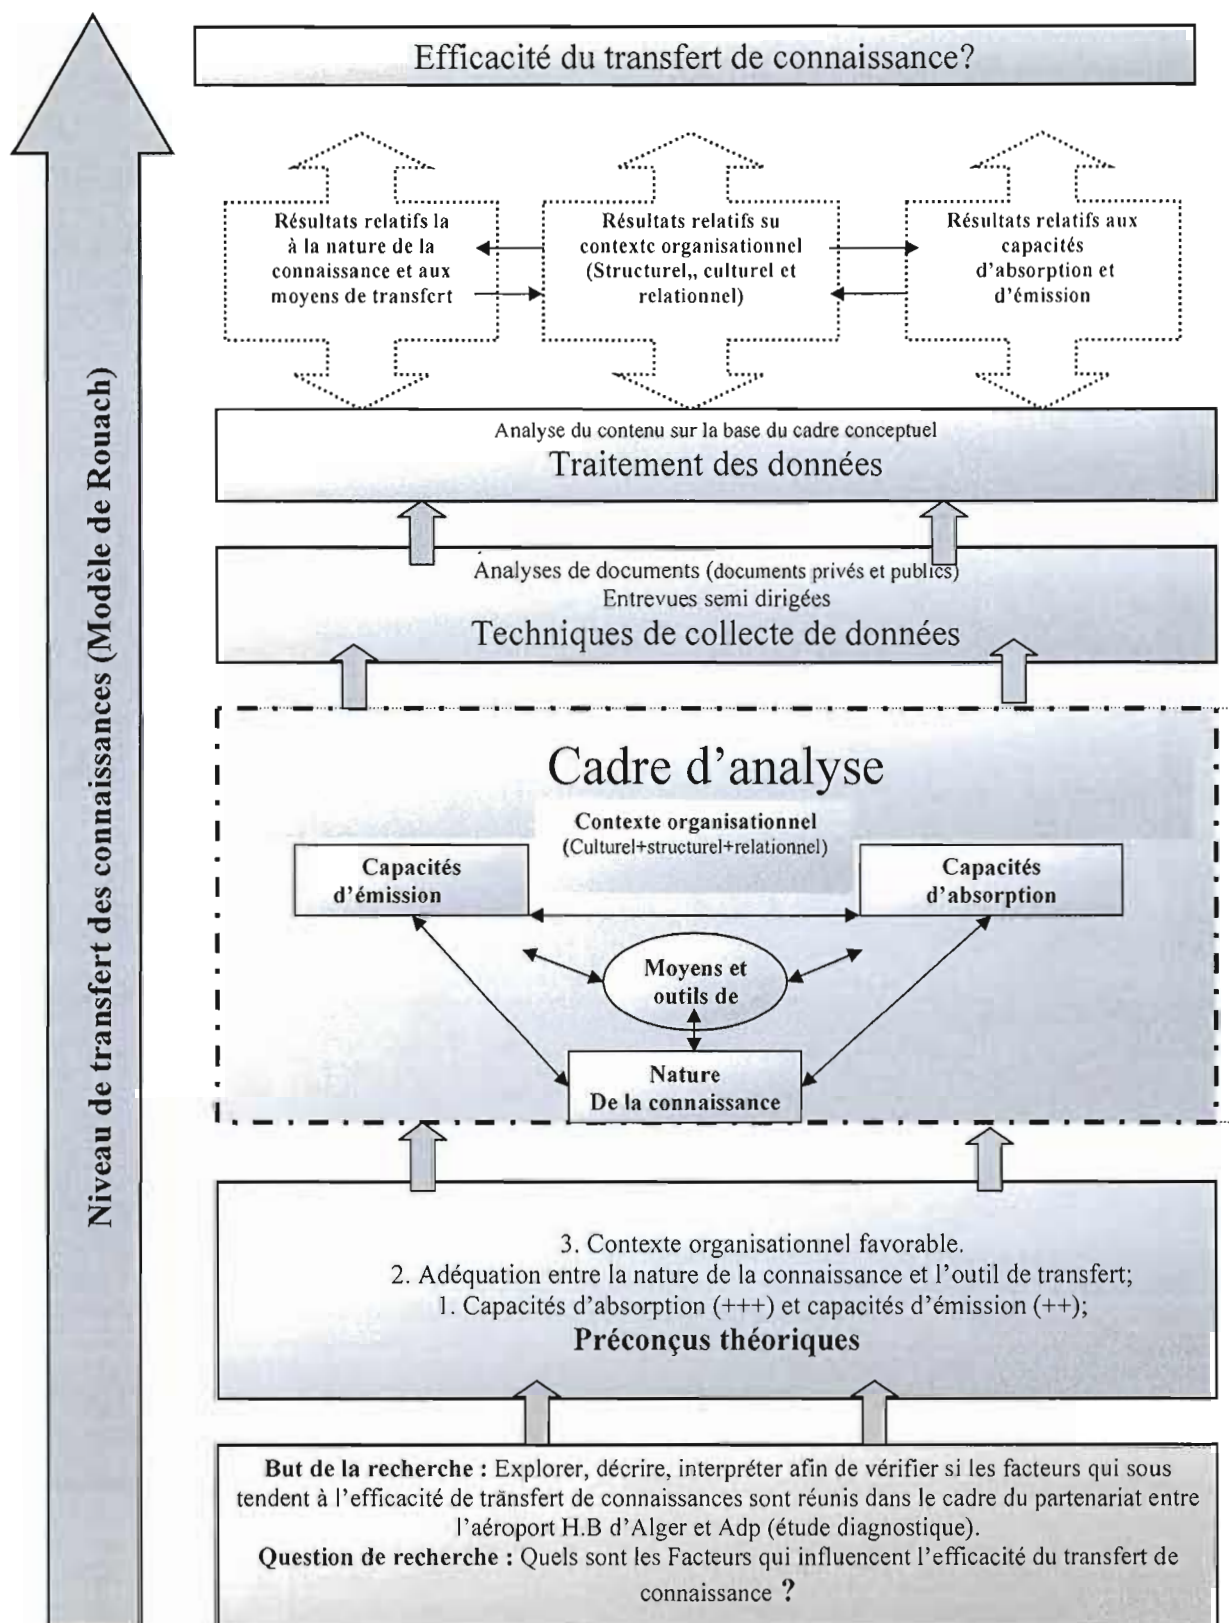 Efficacité du transfert de connaissance?
Résultats relatifs la
à la nature de la
connaissance et aux
moyens de transfert
Résultats relatifs su
contexte organisationnel
(Structurel,, culturel et
relationnel)
Résultats relatifs aux
capacités
d'absorption et
d'émission
Analyse du contenu sur la base du cadre conceptuel
Traitement des données
Analyses de documents (documents privés et publics)
Entrevues semi dirigées
Techniques de collecte de données
Cadre d'analyse
Contexte organisationnel
(Culturel+structurel+relationnel)
Capacités
d'émission
Capacités
d'absorption
Moyens et
outils de
Nature
De la connaissance
3. Contexte organisationnel favorable.
2. Adéquation entre la nature de la connaissance et l'outil de transfert;
1. Capacités d'absorption (+++) et capacités d'émission (++);
Préconçus théoriques
But de la recherche : Explorer, décrire, interpréter afin de vérifier si les facteurs qui sous
tendent à l'efficacité de transfert de connaissances sont réunis dans le cadre du partenariat entre
l'aéroport H.B d'Alger et Adp (étude diagnostique).
Question de recherche : Quels sont les Facteurs qui influencent l'efficacité du transfert de
connaissance ?
Niveau de transfert des connaissances (Modèle de Rouach)